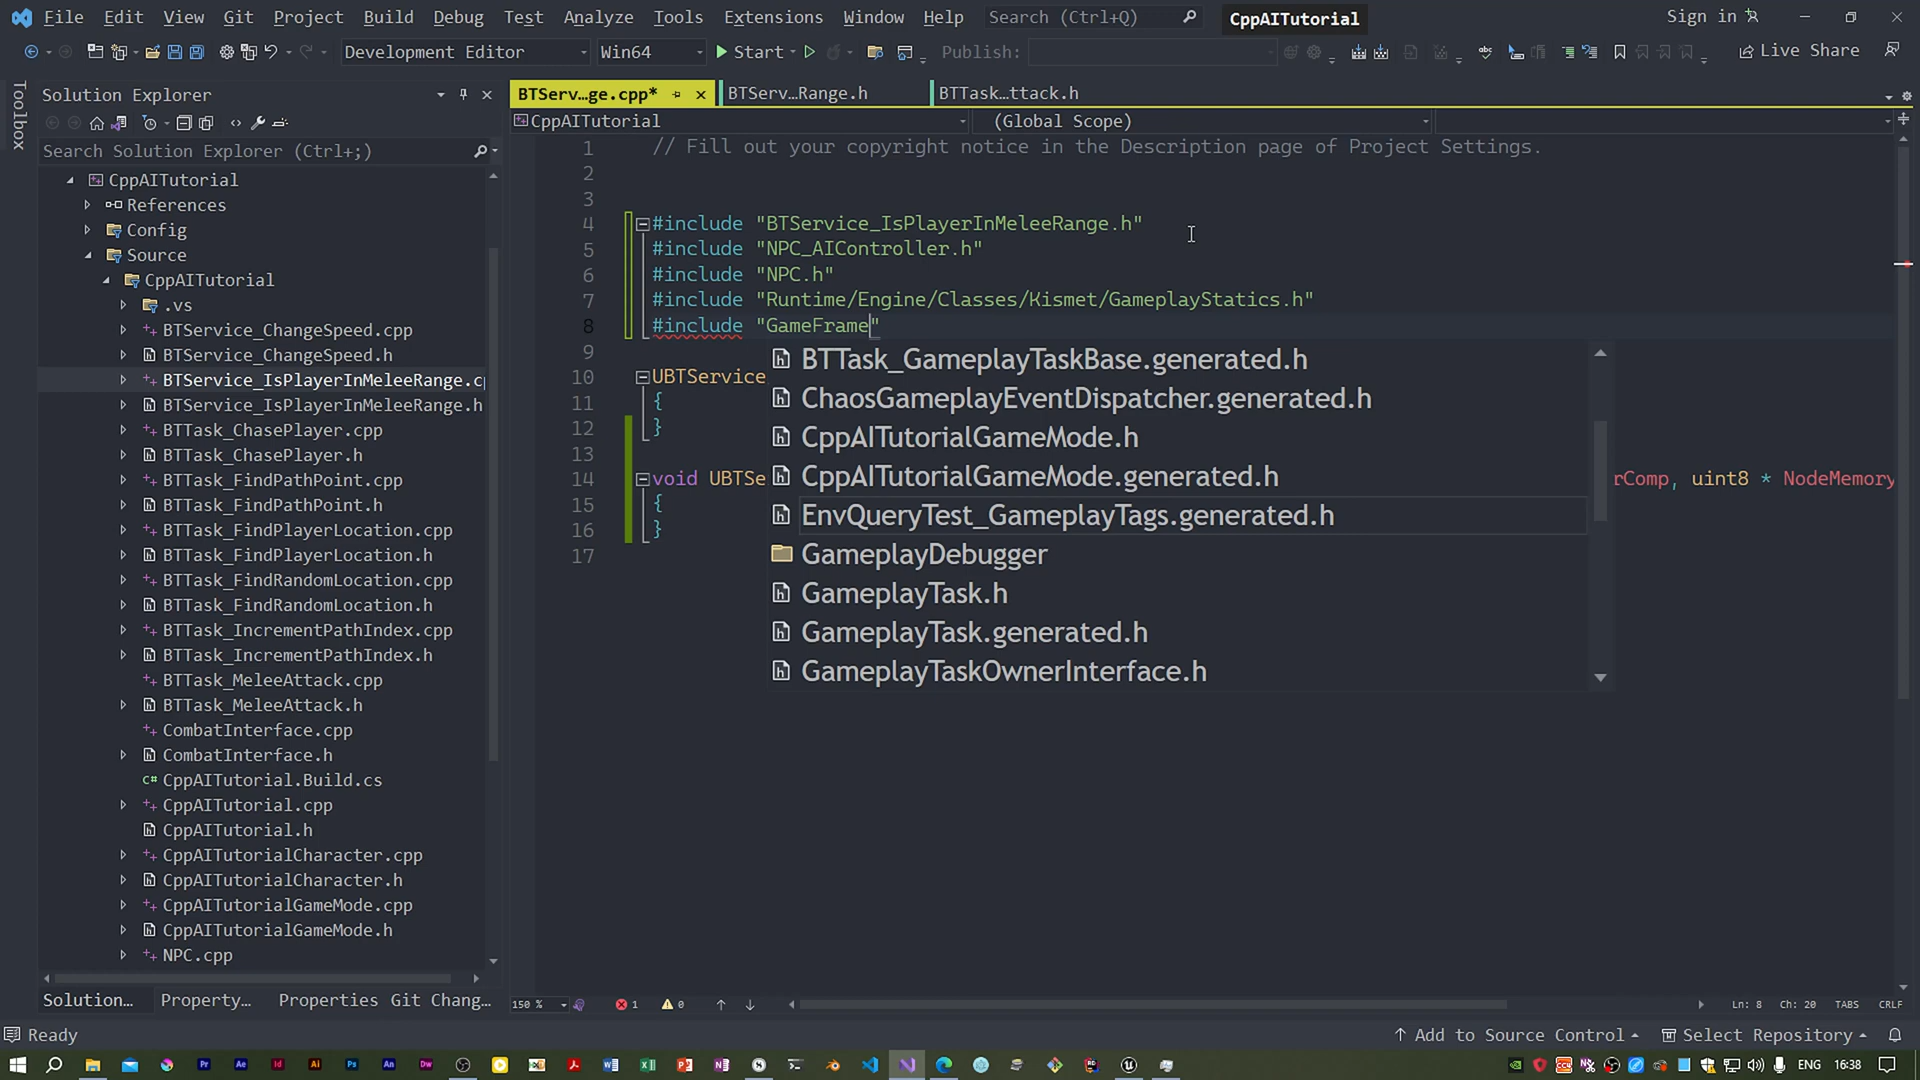 File Edit View Git Project Build Debug Test Analyze Tools Extensions Window Help Search (Ctrl+Q) CppAITutorial Sign in
Development Editor Win64 Start Publish: Live Share
Toolbox
Solution Explorer
Search Solution Explorer (Ctrl+;)
CppAITutorial
References
Config
Source
CppAITutorial
.vs
BTService_ChangeSpeed.cpp
BTService_ChangeSpeed.h
BTService_IsPlayerInMeleeRange.c
BTService_IsPlayerInMeleeRange.h
BTTask_ChasePlayer.cpp
BTTask_ChasePlayer.h
BTTask_FindPathPoint.cpp
BTTask_FindPathPoint.h
BTTask_FindPlayerLocation.cpp
BTTask_FindPlayerLocation.h
BTTask_FindRandomLocation.cpp
BTTask_FindRandomLocation.h
BTTask_IncrementPathIndex.cpp
BTTask_IncrementPathIndex.h
BTTask_MeleeAttack.cpp
BTTask_MeleeAttack.h
CombatInterface.cpp
CombatInterface.h
C# CppAITutorial.Build.cs
CppAITutorial.cpp
CppAITutorial.h
CppAITutorialCharacter.cpp
CppAITutorialCharacter.h
CppAITutorialGameMode.cpp
CppAITutorialGameMode.h
NPC.cpp
Solution... Property... Properties Git Chang...
BTServ...ge.cpp* BTServ...Range.h BTTask...ttack.h
CppAITutorial (Global Scope)
1 // Fill out your copyright notice in the Description page of Project Settings.
2
3
4 #include "BTService_IsPlayerInMeleeRange.h"
5 #include "NPC_AIController.h"
6 #include "NPC.h"
7 #include "Runtime/Engine/Classes/Kismet/GameplayStatics.h"
8 #include "GameFrame"
9
10 UBTService
11 {
12 }
13
14 void UBTSe rComp, uint8 * NodeMemory
15 {
16 }
17
BTTask_GameplayTaskBase.generated.h
ChaosGameplayEventDispatcher.generated.h
CppAITutorialGameMode.h
CppAITutorialGameMode.generated.h
EnvQueryTest_GameplayTags.generated.h
GameplayDebugger
GameplayTask.h
GameplayTask.generated.h
GameplayTaskOwnerInterface.h
150 % 1 0 Ln: 8 Ch: 20 TABS CRLF
Ready Add to Source Control Select Repository
Pr Ae Id Ai Ps An Dw ENG 16:38